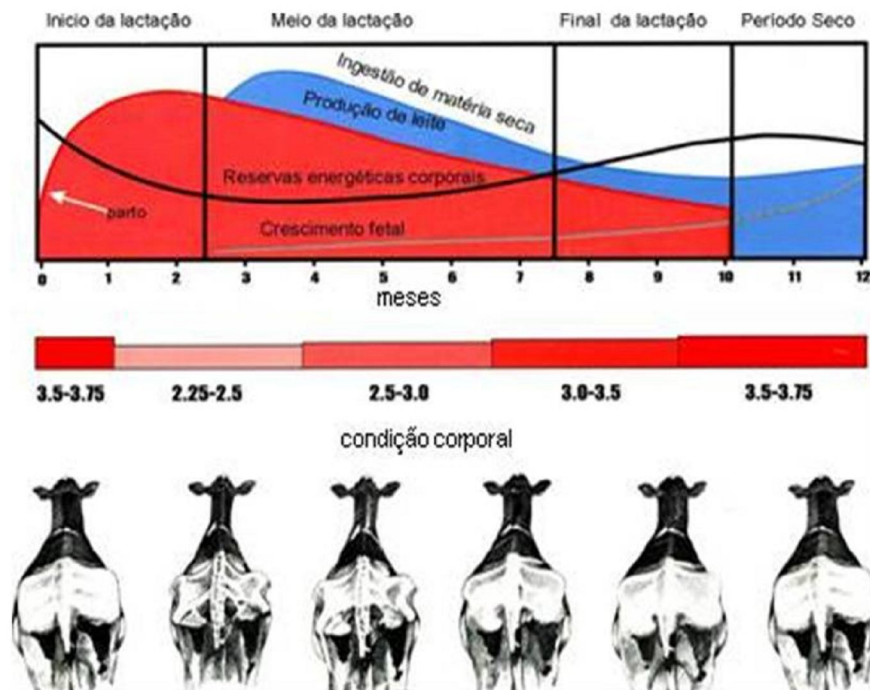 Inicio da lactação Meio da lactação Final da lactação Período Seco
Ingestão de matéria seca
Produção de leite
Reservas energéticas corporais
parto
Crescimento fetal
0 1 2 3 4 5 6 7 8 9 10 11 12
meses
3.5-3.75 2.25-2.5 2.5-3.0 3.0-3.5 3.5-3.75
condição corporal